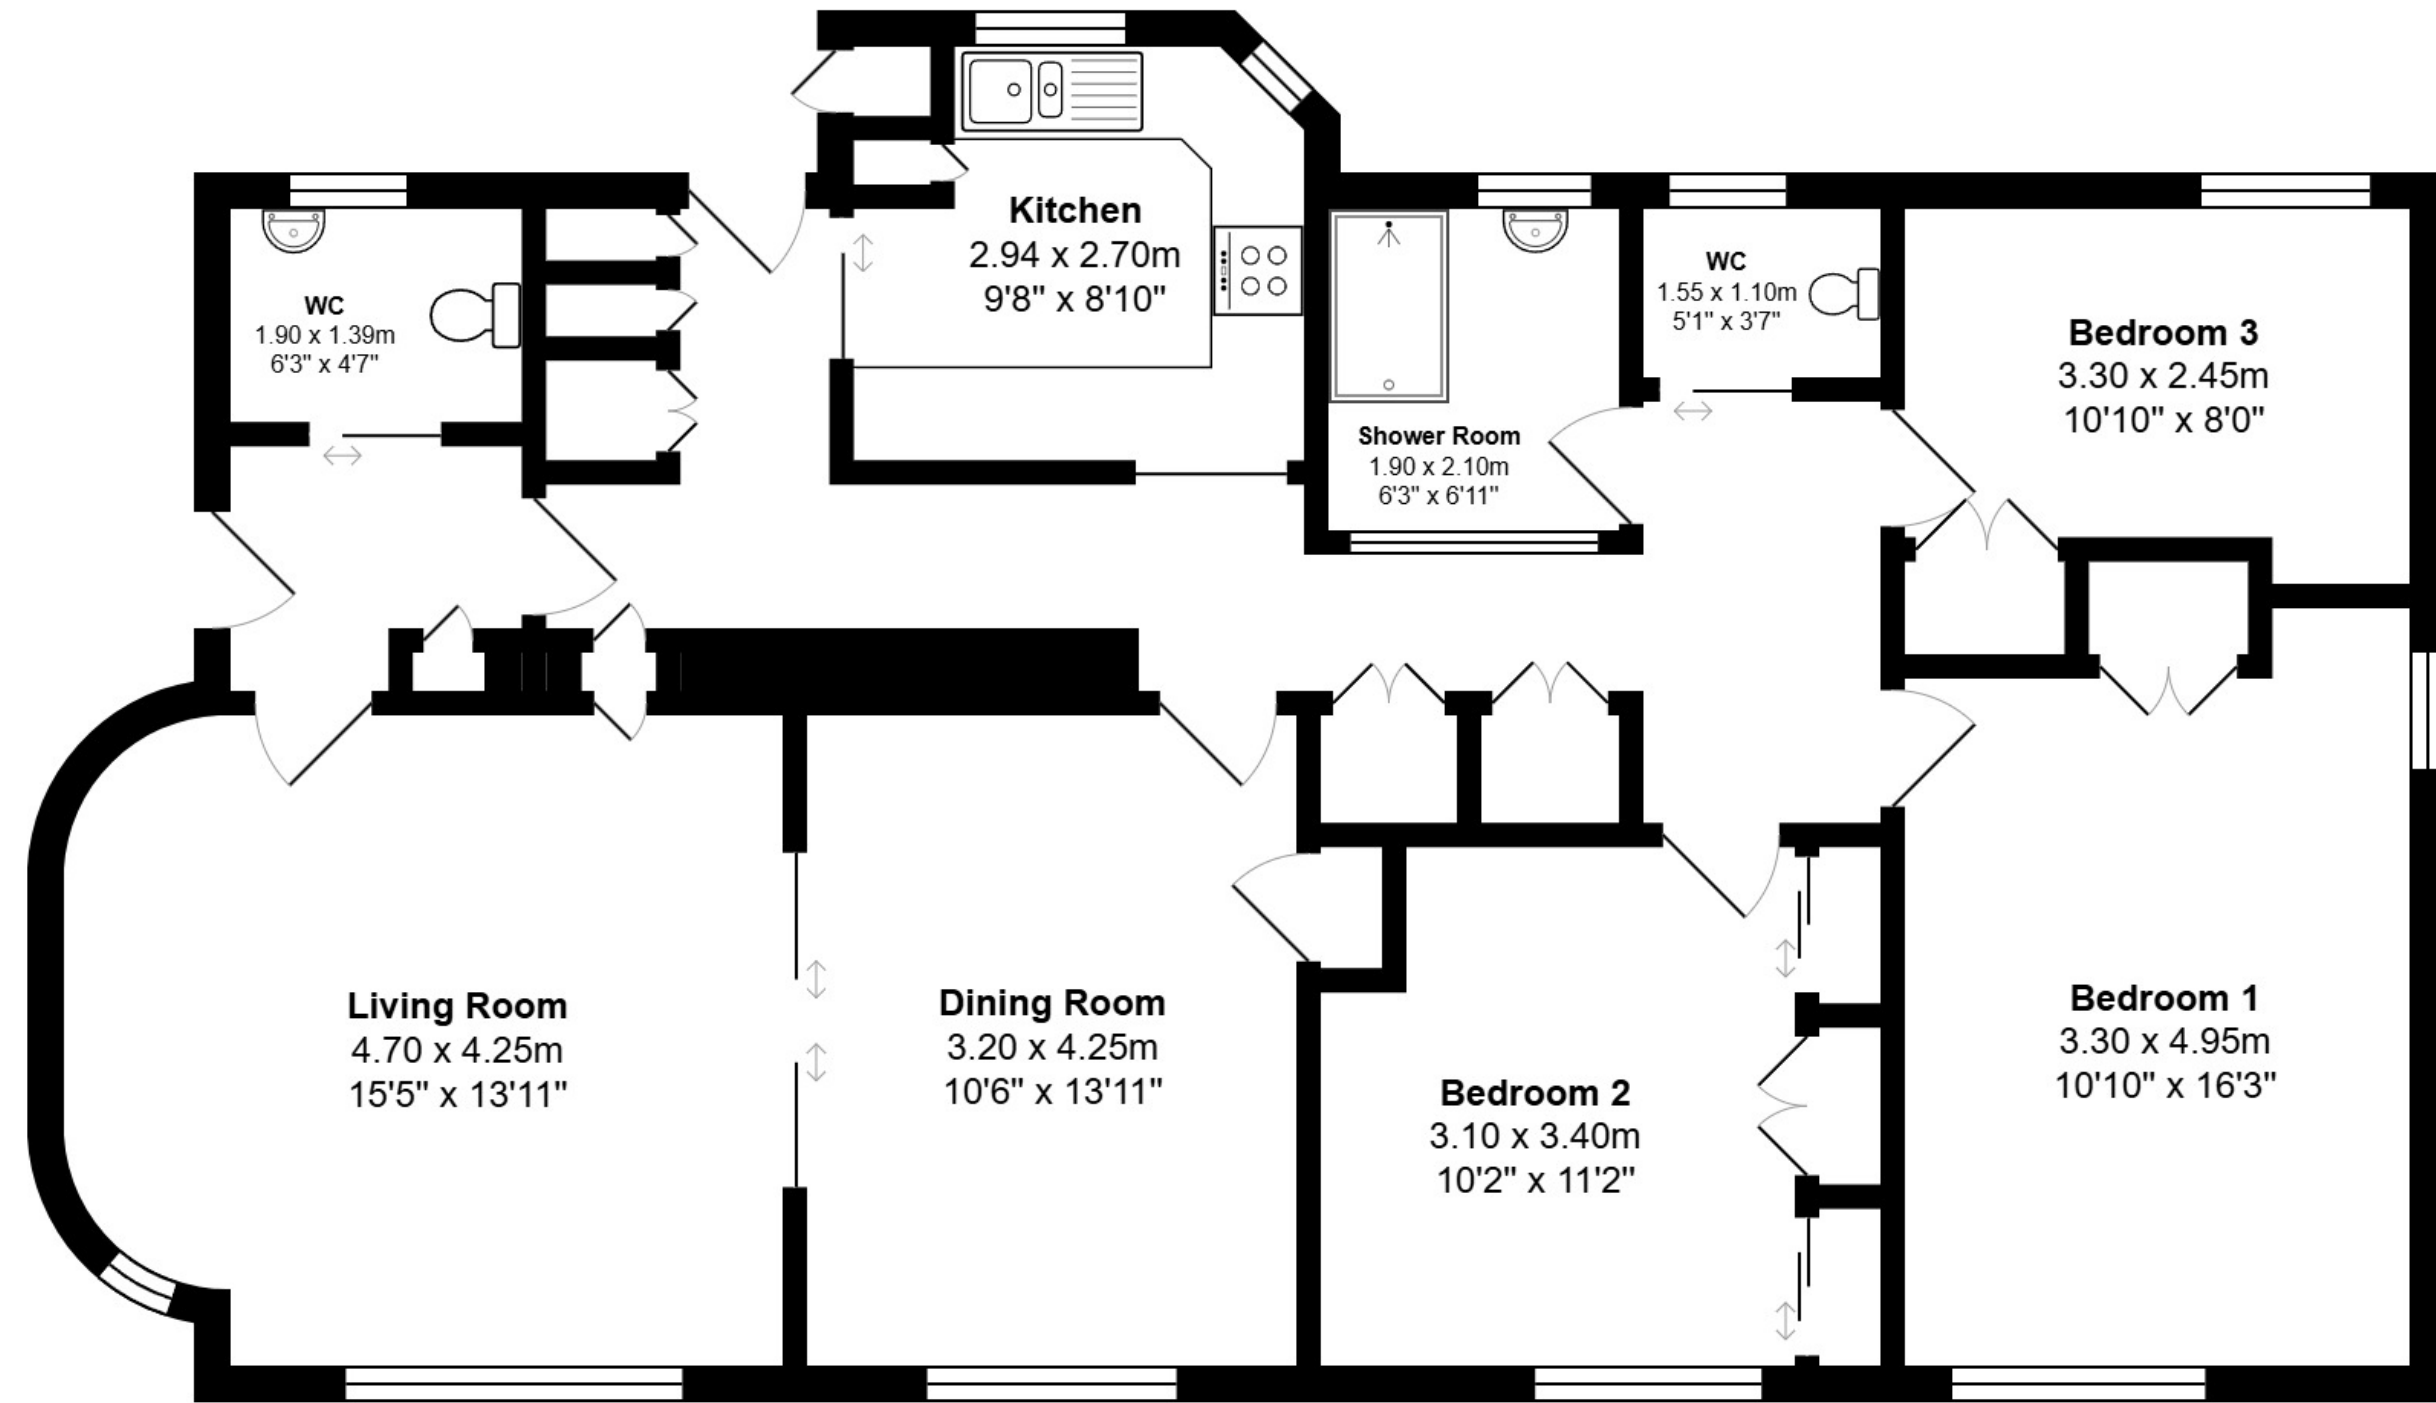 Kitchen
2.94 x 2.70m
9'8" x 8'10"
WC
1.90 x 1.39m
6'3" x 4'7"
WC
1.55 x 1.10m
5'1" x 3'7"
Bedroom 3
3.30 x 2.45m
10'10" x 8'0"
Shower Room
1.90 x 2.10m
6'3" x 6'11"
Living Room
4.70 x 4.25m
15'5" x 13'11"
Dining Room
3.20 x 4.25m
10'6" x 13'11"
Bedroom 2
3.10 x 3.40m
10'2" x 11'2"
Bedroom 1
3.30 x 4.95m
10'10" x 16'3"